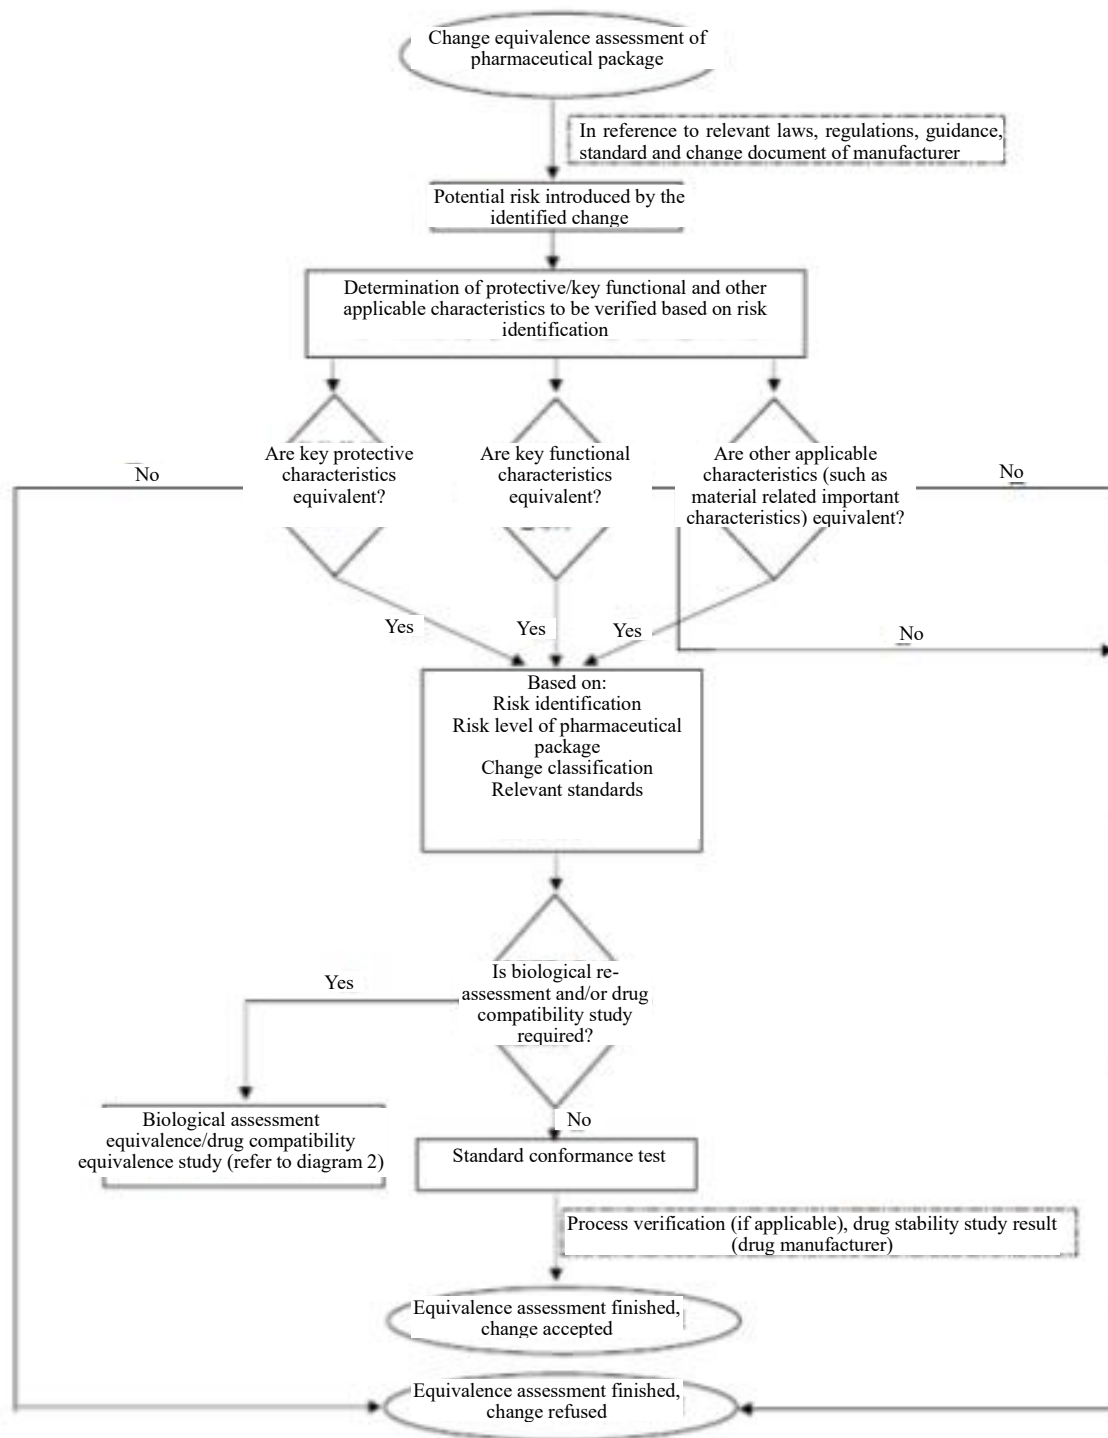 Change equivalence assessment of
pharmaceutical package
In reference to relevant laws, regulations, guidance,
standard and change document of manufacturer
Potential risk introduced by the
identified change
Determination of protective/key functional and other
applicable characteristics to be verified based on risk
identification
No
Are key protective
characteristics
equivalent?
Are key functional
characteristics
equivalent?
Are other applicable
characteristics (such as
material related important
characteristics) equivalent?
No
Yes
Yes
Yes
No
Based on:
Risk identification
Risk level of pharmaceutical
package
Change classification
Relevant standards
Is biological re-
assessment and/or drug
compatibility study
required?
Yes
Biological assessment
equivalence/drug compatibility
equivalence study (refer to diagram 2)
No
Standard conformance test
Process verification (if applicable), drug stability study result
(drug manufacturer)
Equivalence assessment finished,
change accepted
Equivalence assessment finished,
change refused